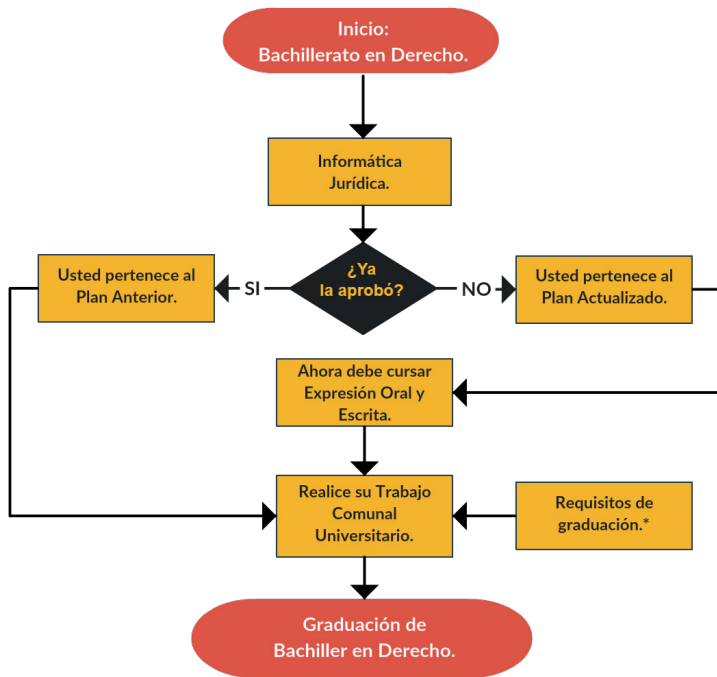 Inicio:
Bachillerato en Derecho.
Informática
Jurídica.
¿Ya
la aprobó?
SI
NO
Usted pertenece al
Plan Anterior.
Usted pertenece al
Plan Actualizado.
Ahora debe cursar
Expresión Oral y
Escrita.
Realice su Trabajo
Comunal
Universitario.
Requisitos de
graduación.*
Graduación de
Bachiller en Derecho.